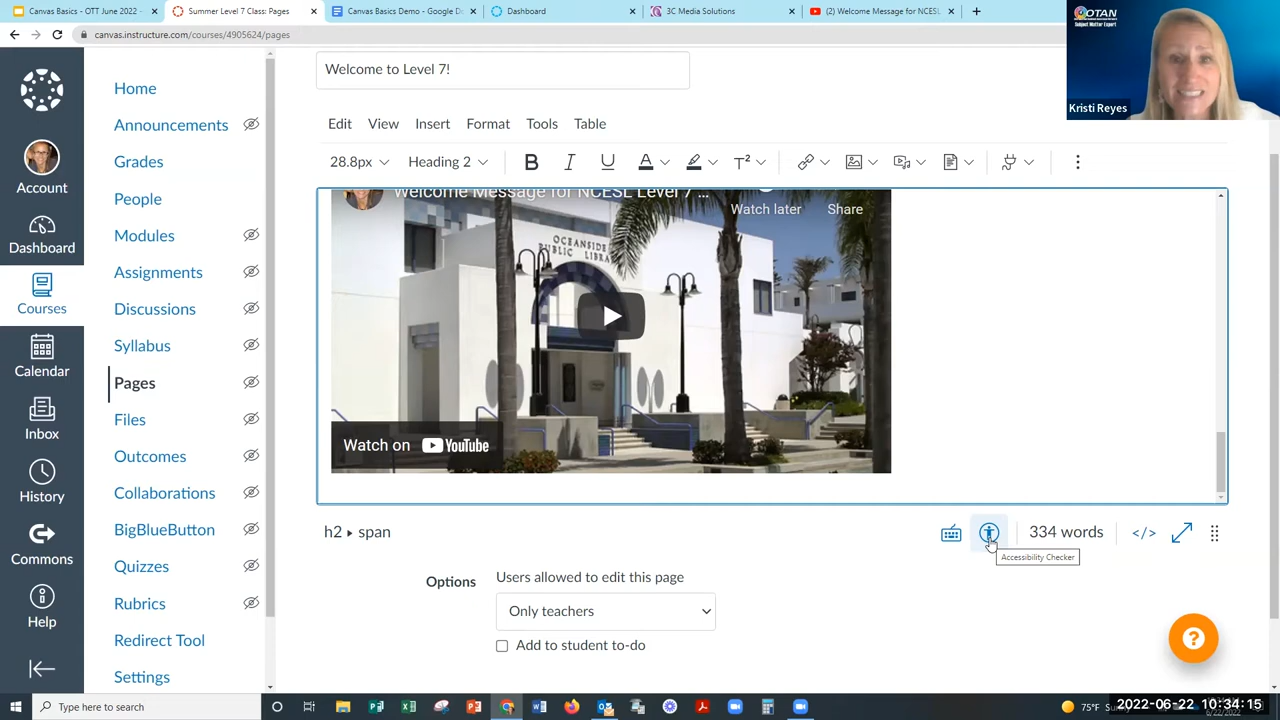 Canvas Basics - OTT June 2022 -
Summer Level 7 Class: Pages
Canvas Basics Demo - Google D
Dashboard
3C Media Solutions
(2) Welcome Message for NCESL
canvas.instructure.com/courses/4905624/pages
OTAN
Subject Matter Expert
Kristi Reyes
Account
Dashboard
Courses
Calendar
Inbox
History
Commons
Help
Home
Announcements
Grades
People
Modules
Assignments
Discussions
Syllabus
Pages
Files
Outcomes
Collaborations
BigBlueButton
Quizzes
Rubrics
Redirect Tool
Settings
Welcome to Level 7!
Edit View Insert Format Tools Table
28.8px Heading 2 B I U A T²
Welcome Message for NCESL Level 7 ...
Watch later Share
OCEANSIDE
PUBLIC LIBRA
Watch on YouTube
h2 ▸ span
334 words </>
Accessibility Checker
Options
Users allowed to edit this page
Only teachers
Add to student to-do
?
Type here to search
75°F
2022-06-22 10:34:15